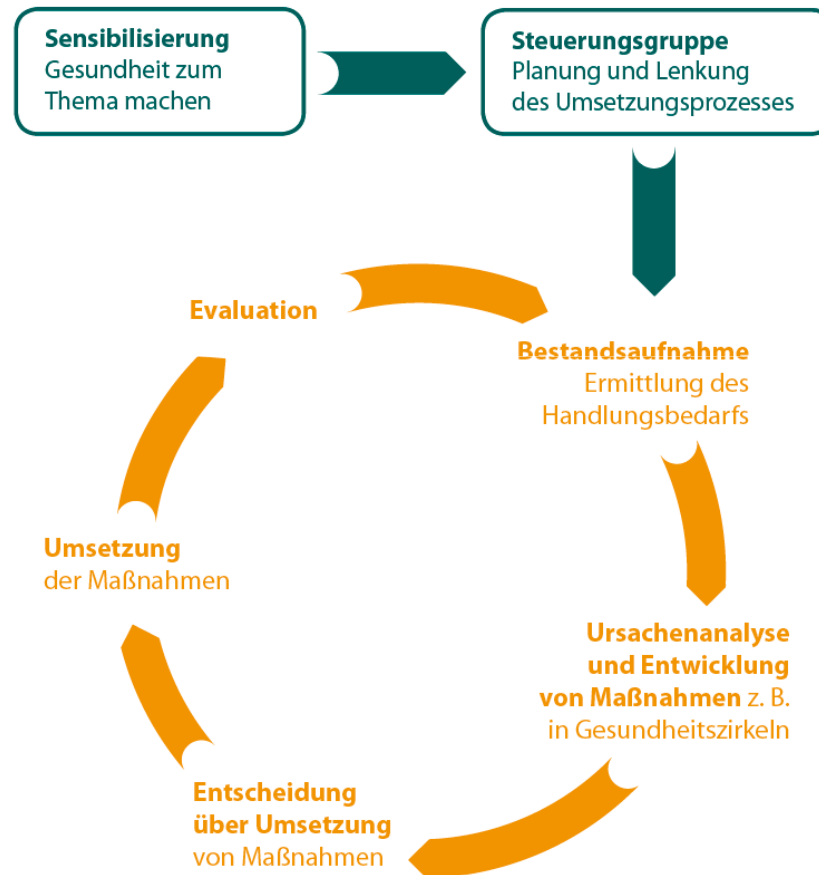 Sensibilisierung
Gesundheit zum
Thema machen
Steuerungsgruppe
Planung und Lenkung
des Umsetzungsprozesses
Evaluation
Bestandsaufnahme
Ermittlung des
Handlungsbedarfs
Umsetzung
der Maßnahmen
Ursachenanalyse
und Entwicklung
von Maßnahmen z. B.
in Gesundheitszirkeln
Entscheidung
über Umsetzung
von Maßnahmen